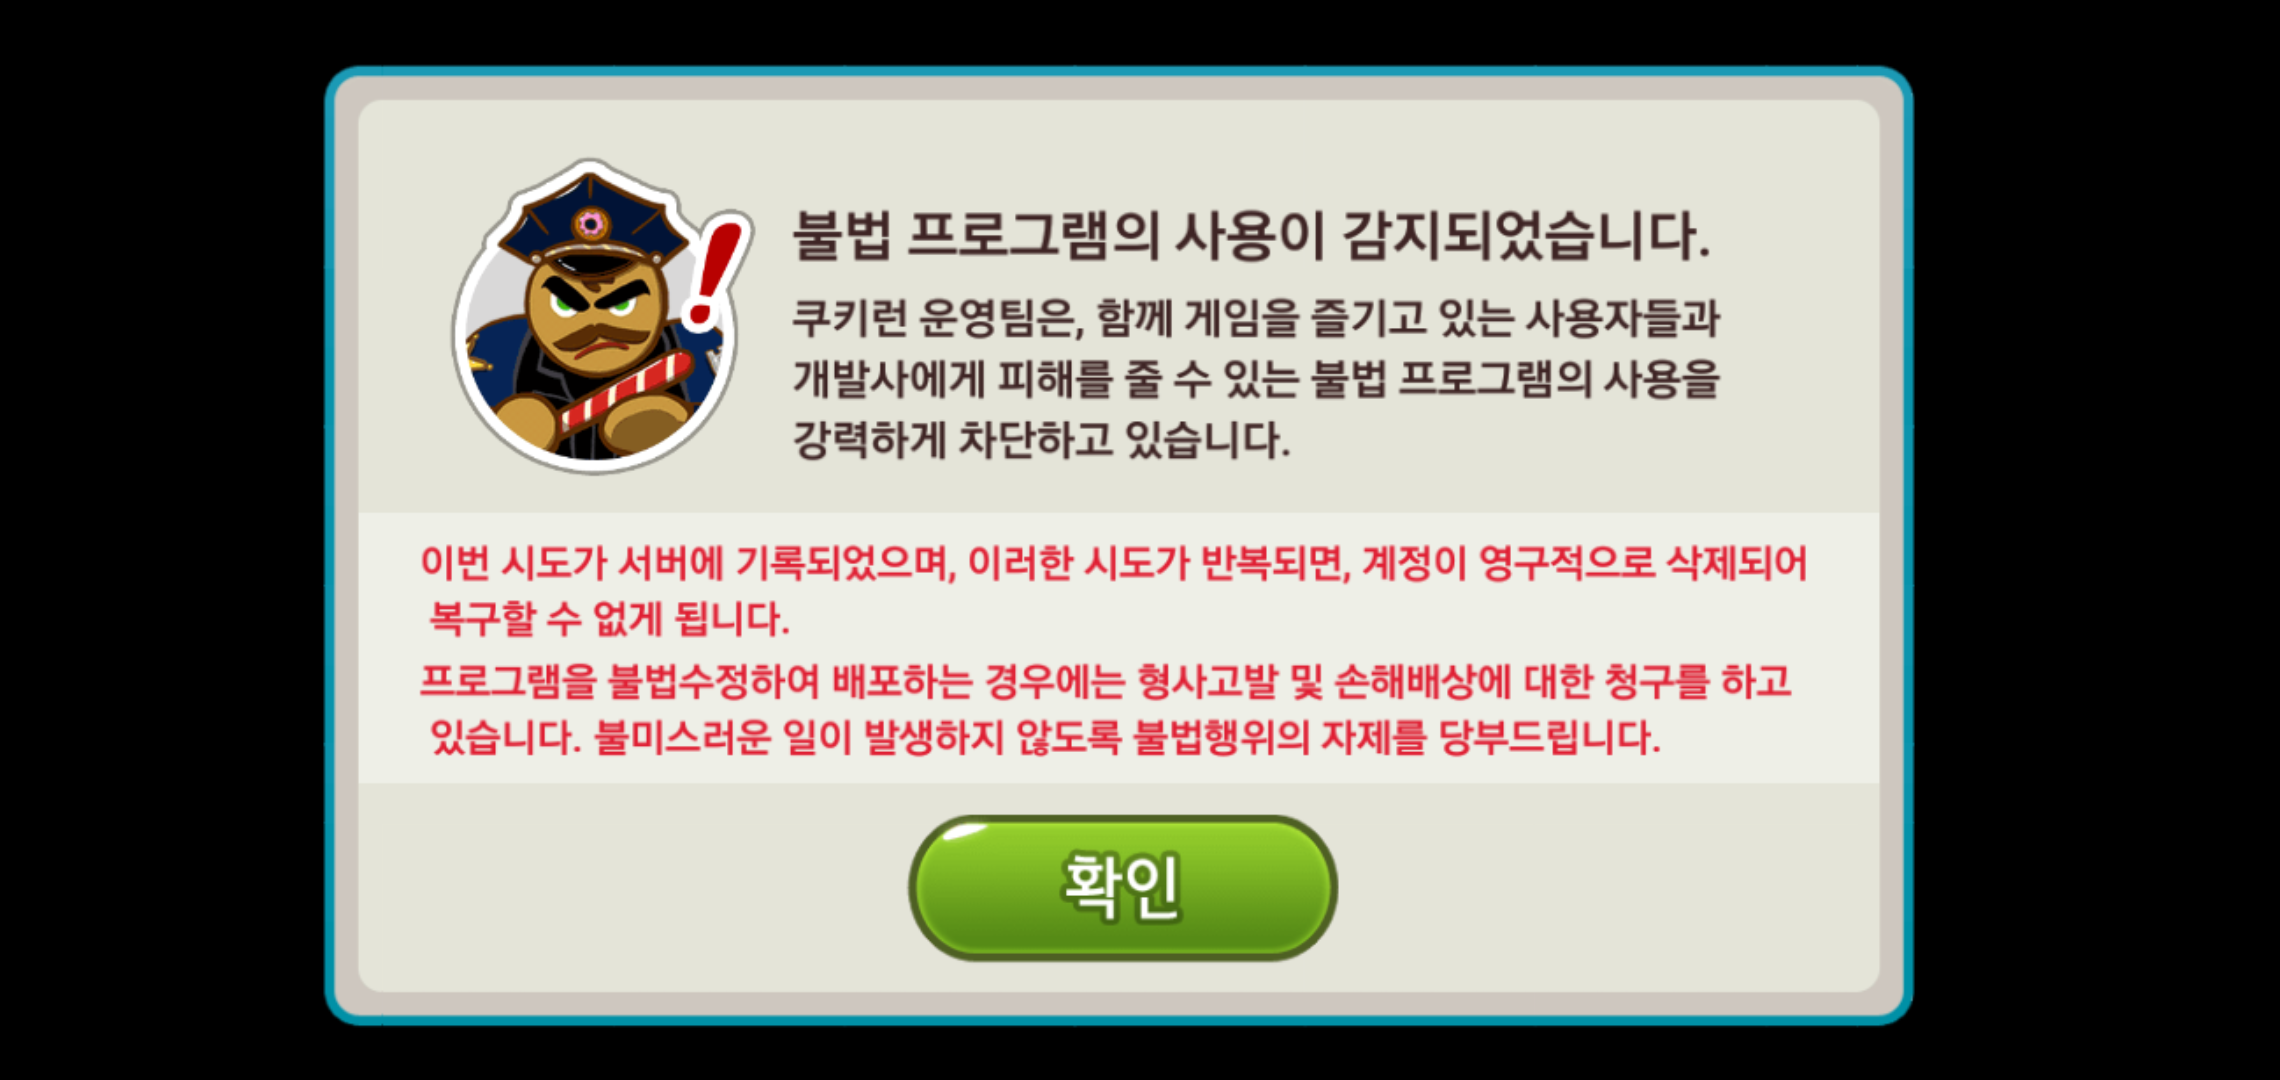 불법 프로그램의 사용이 감지되었습니다.
쿠키런 운영팀은, 함께 게임을 즐기고 있는 사용자들과
개발사에게 피해를 줄 수 있는 불법 프로그램의 사용을
강력하게 차단하고 있습니다.
이번 시도가 서버에 기록되었으며, 이러한 시도가 반복되면, 계정이 영구적으로 삭제되어
복구할 수 없게 됩니다.
프로그램을 불법수정하여 배포하는 경우에는 형사고발 및 손해배상에 대한 청구를 하고
있습니다. 불미스러운 일이 발생하지 않도록 불법행위의 자제를 당부드립니다.
확인